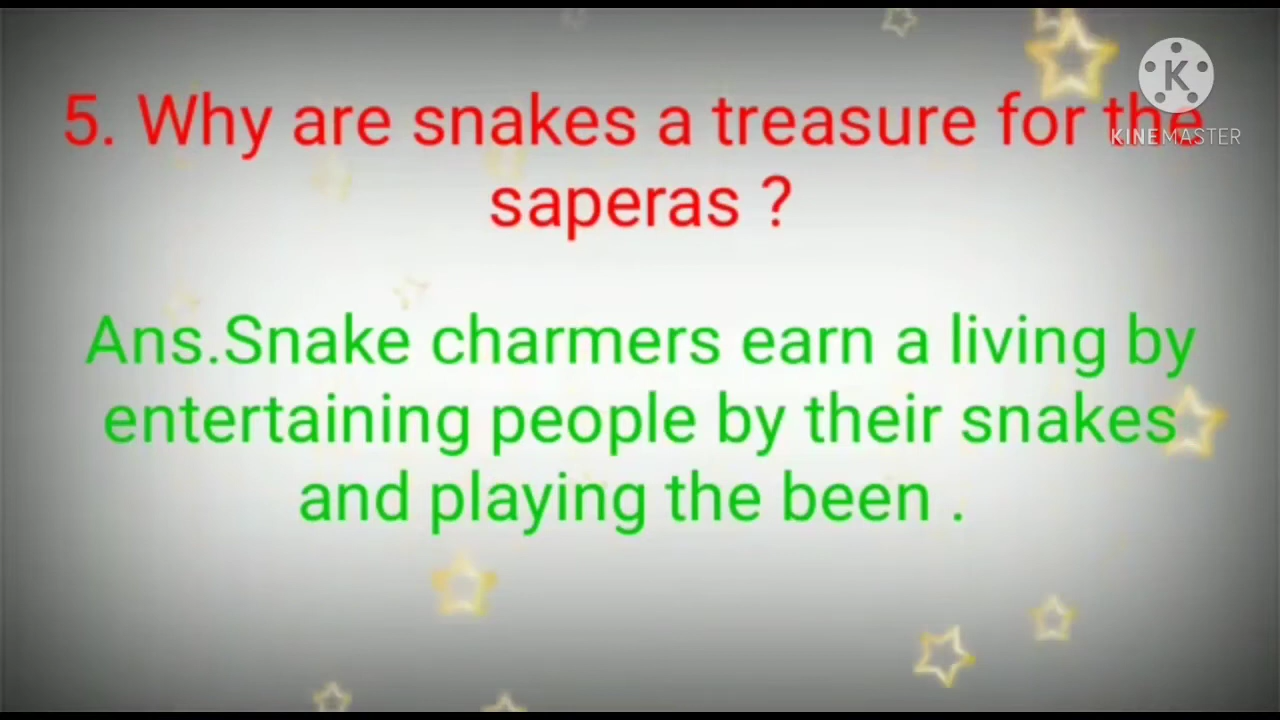 5. Why are snakes a treasure for the
saperas ?
Ans.Snake charmers earn a living by
entertaining people by their snakes
and playing the been .
K
KINEMASTER